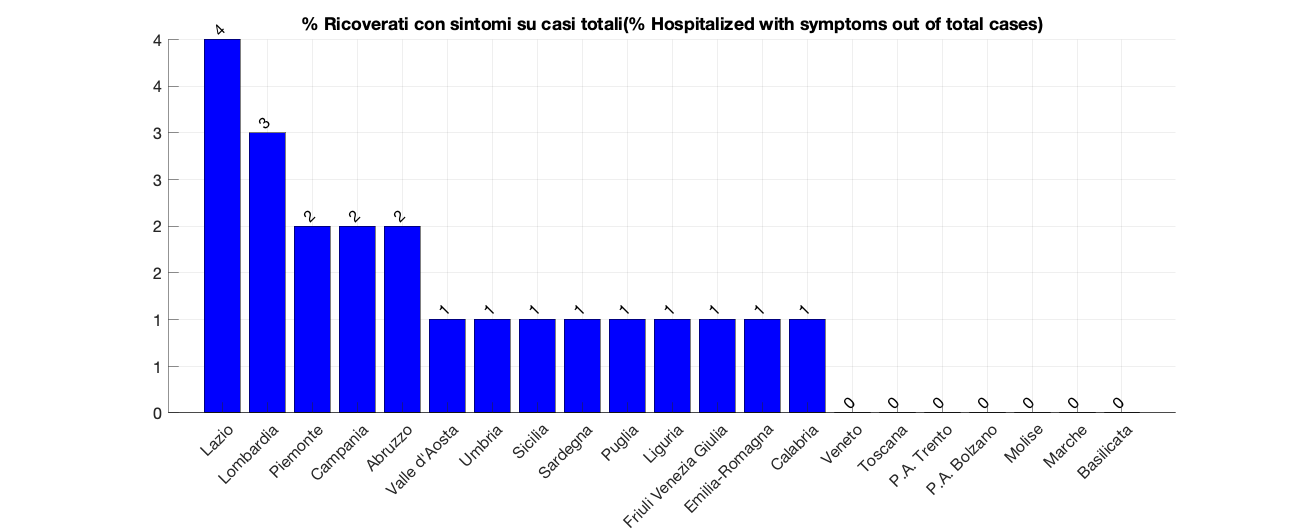 % Ricoverati con sintomi su casi totali(% Hospitalized with symptoms out of total cases)
4
4
3
3
2
2
1
1
0
4
3
2
2
2
1
1
1
1
1
1
1
1
1
0
0
0
0
0
0
0
Lazio
Lombardia
Piemonte
Campania
Abruzzo
Valle d'Aosta
Umbria
Sicilia
Sardegna
Puglia
Liguria
Friuli Venezia Giulia
Emilia-Romagna
Calabria
Veneto
Toscana
P.A. Trento
P.A. Bolzano
Molise
Marche
Basilicata